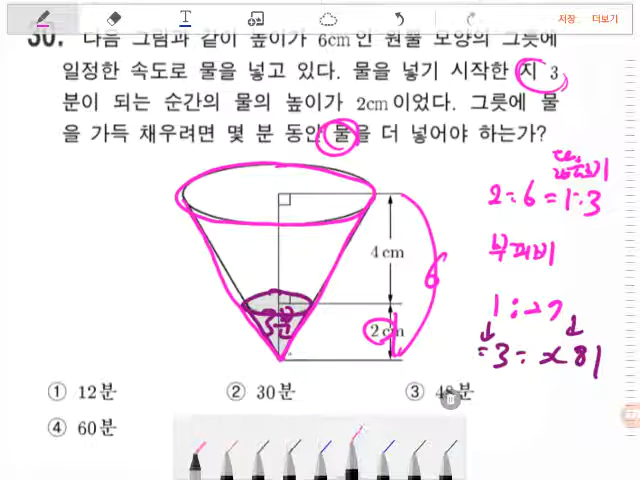 저장 더보기
30. 다음 그림과 같이 높이가 6cm인 원뿔 모양의 그릇에
일정한 속도로 물을 넣고 있다. 물을 넣기 시작한 지 3
분이 되는 순간의 물의 높이가 2cm이었다. 그릇에 물
을 가득 채우려면 몇 분 동안 물을 더 넣어야 하는가?
2:6=1:3
부피비
4cm
6
1:27
3분
2cm
=3:x 81
① 12분
② 30분
③ 48분
④ 60분